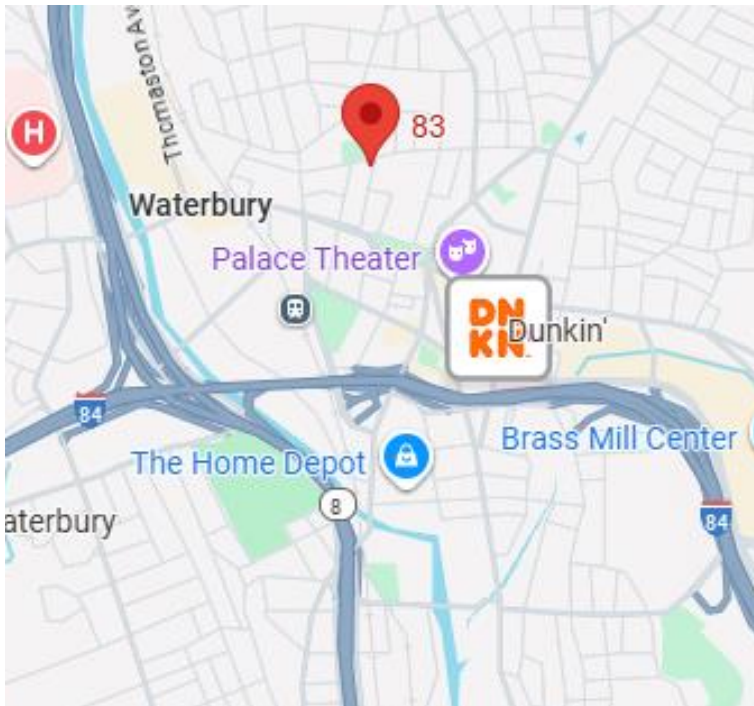 Thomaston Av
H
83
Waterbury
Palace Theater
DN
KN
Dunkin'
84
The Home Depot
Brass Mill Center
8
aterbury
84